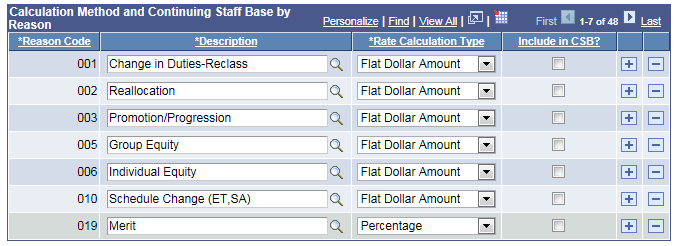 Calculation Method and Continuing Staff Base by Reason
Personalize | Find | View All | | First 1-7 of 48 Last
*Reason Code *Description *Rate Calculation Type Include in CSB?
001 Change in Duties-Reclass Flat Dollar Amount
002 Reallocation Flat Dollar Amount
003 Promotion/Progression Flat Dollar Amount
005 Group Equity Flat Dollar Amount
006 Individual Equity Flat Dollar Amount
010 Schedule Change (ET,SA) Flat Dollar Amount
019 Merit Percentage